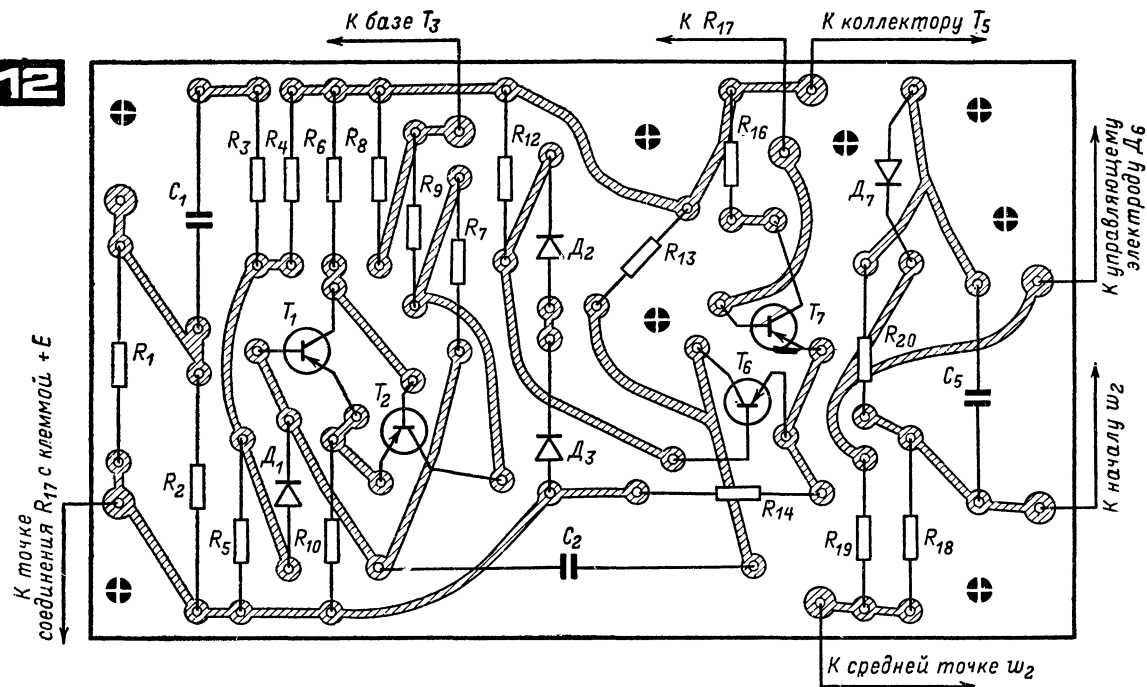 К базе Т3
К R17
К коллектору Т5
12
R3
R4
R6
R8
R9
R7
R12
R16
Д7
C1
Д2
R13
К управляющему
электроду Д6
T1
T7
R1
T2
T6
R20
C5
К началу w2
R2
Д1
Д3
R14
R5
R10
C2
R19
R18
К точке
соединения R17 с клеммой +E
К средней точке w2